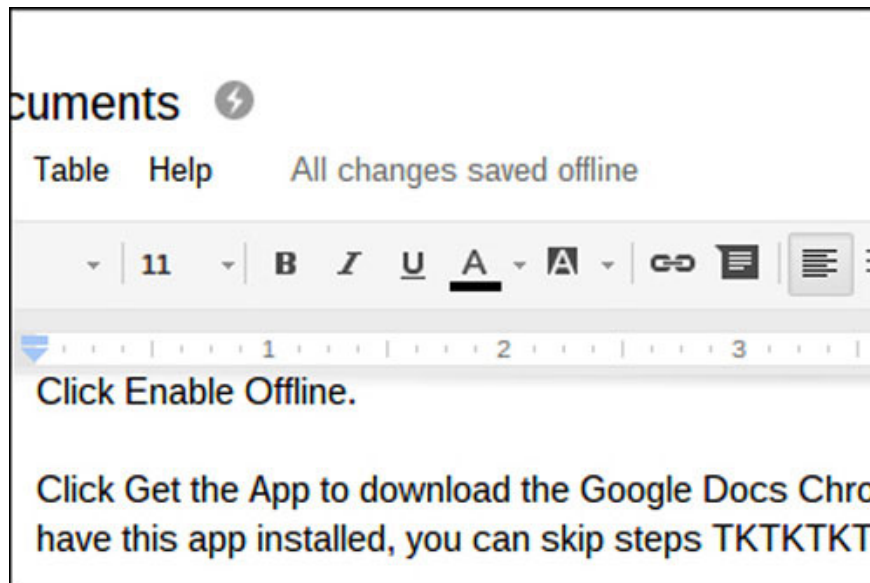 cuments
Table Help All changes saved offline
11 B I U A A
1 2 3
Click Enable Offline.
Click Get the App to download the Google Docs Chro
have this app installed, you can skip steps TKTKTKT